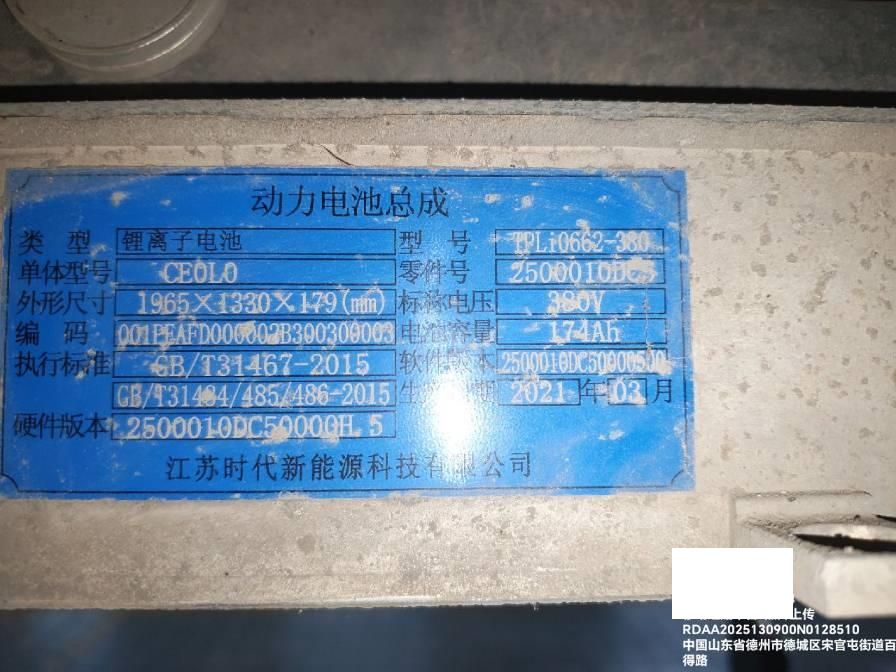 动力电池总成
类 型 锂离子电池 型 号 TPLi0662-380
单体型号 CE0L0 零件号 2500010DC5
外形尺寸 1965×1330×179(mm) 标称电压 380V
编 码 001PEAFD000002B300300003 电池容量 174Ah
执行标准 GB/T31467-2015 软件版本 2500010DC50000500
GB/T31484/485/486-2015 生 期 2021 年 03 月
硬件版本 2500010DC50000H.5
江苏时代新能源科技有限公司
上传
RDAA2025130900N0128510
中国山东省德州市德城区宋官屯街道百
得路